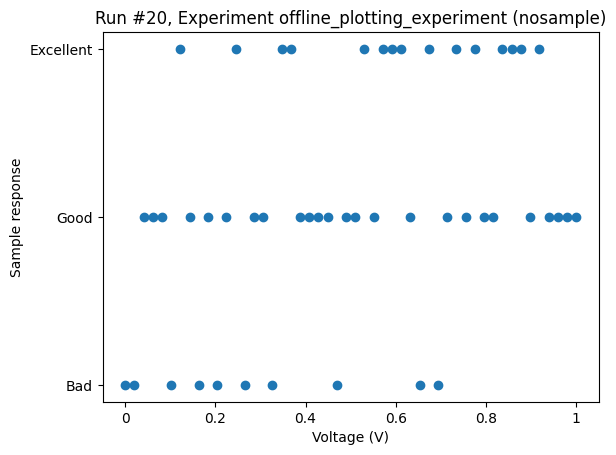 Run #20, Experiment offline_plotting_experiment (nosample)
Excellent
Good
Bad
Sample response
0
0.2
0.4
0.6
0.8
1
Voltage (V)